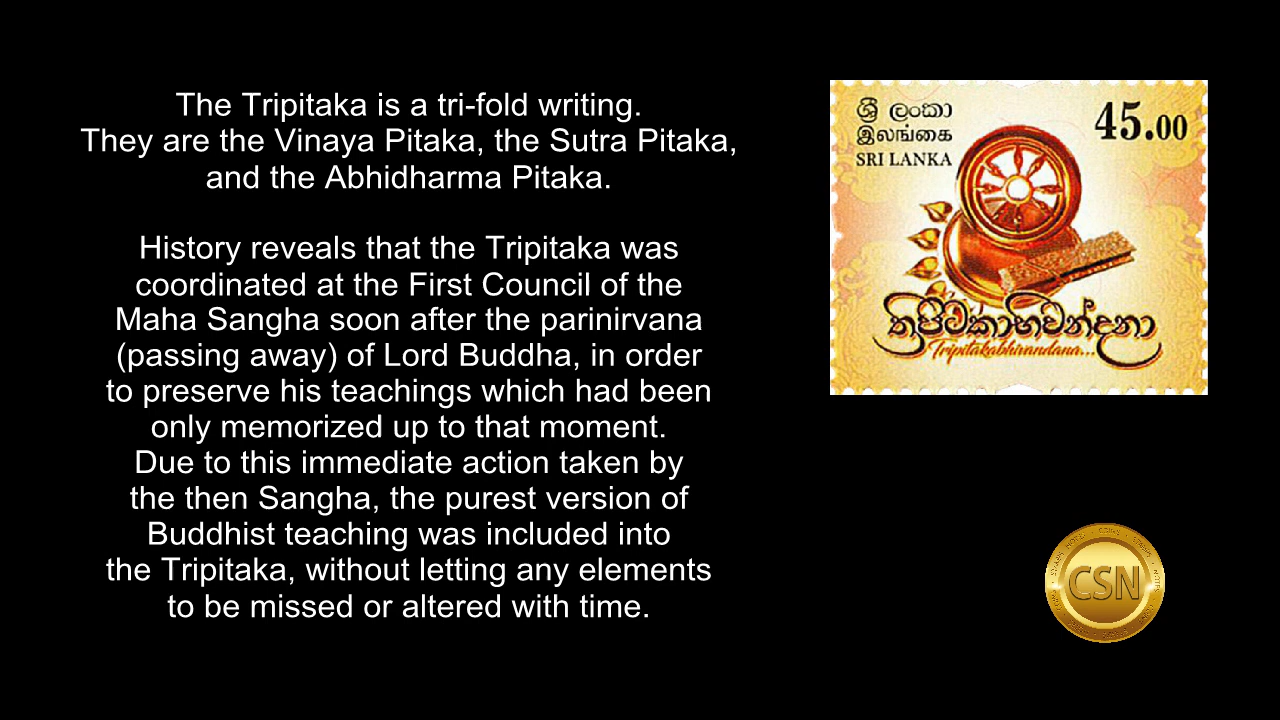 The Tripitaka is a tri-fold writing.
They are the Vinaya Pitaka, the Sutra Pitaka,
and the Abhidharma Pitaka.
History reveals that the Tripitaka was
coordinated at the First Council of the
Maha Sangha soon after the parinirvana
(passing away) of Lord Buddha, in order
to preserve his teachings which had been
only memorized up to that moment.
Due to this immediate action taken by
the then Sangha, the purest version of
Buddhist teaching was included into
the Tripitaka, without letting any elements
to be missed or altered with time.
ශ්‍රී ලංකා
இலங்கை
SRI LANKA
45.00
ත්‍රිපිටකාභිවන්දනා
Tripitakabhivandana...
CSN